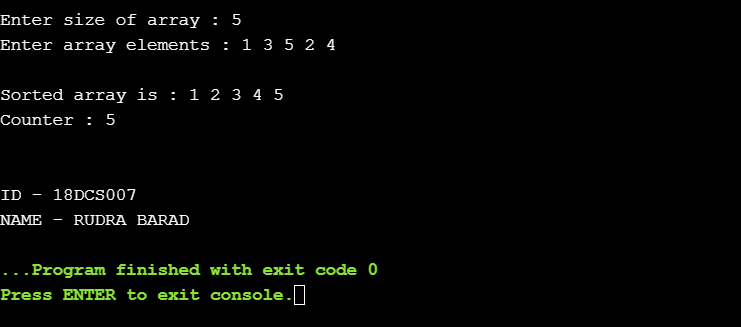 Enter size of array : 5
Enter array elements : 1 3 5 2 4
Sorted array is : 1 2 3 4 5
Counter : 5
ID - 18DCS007
NAME - RUDRA BARAD
...Program finished with exit code 0
Press ENTER to exit console.